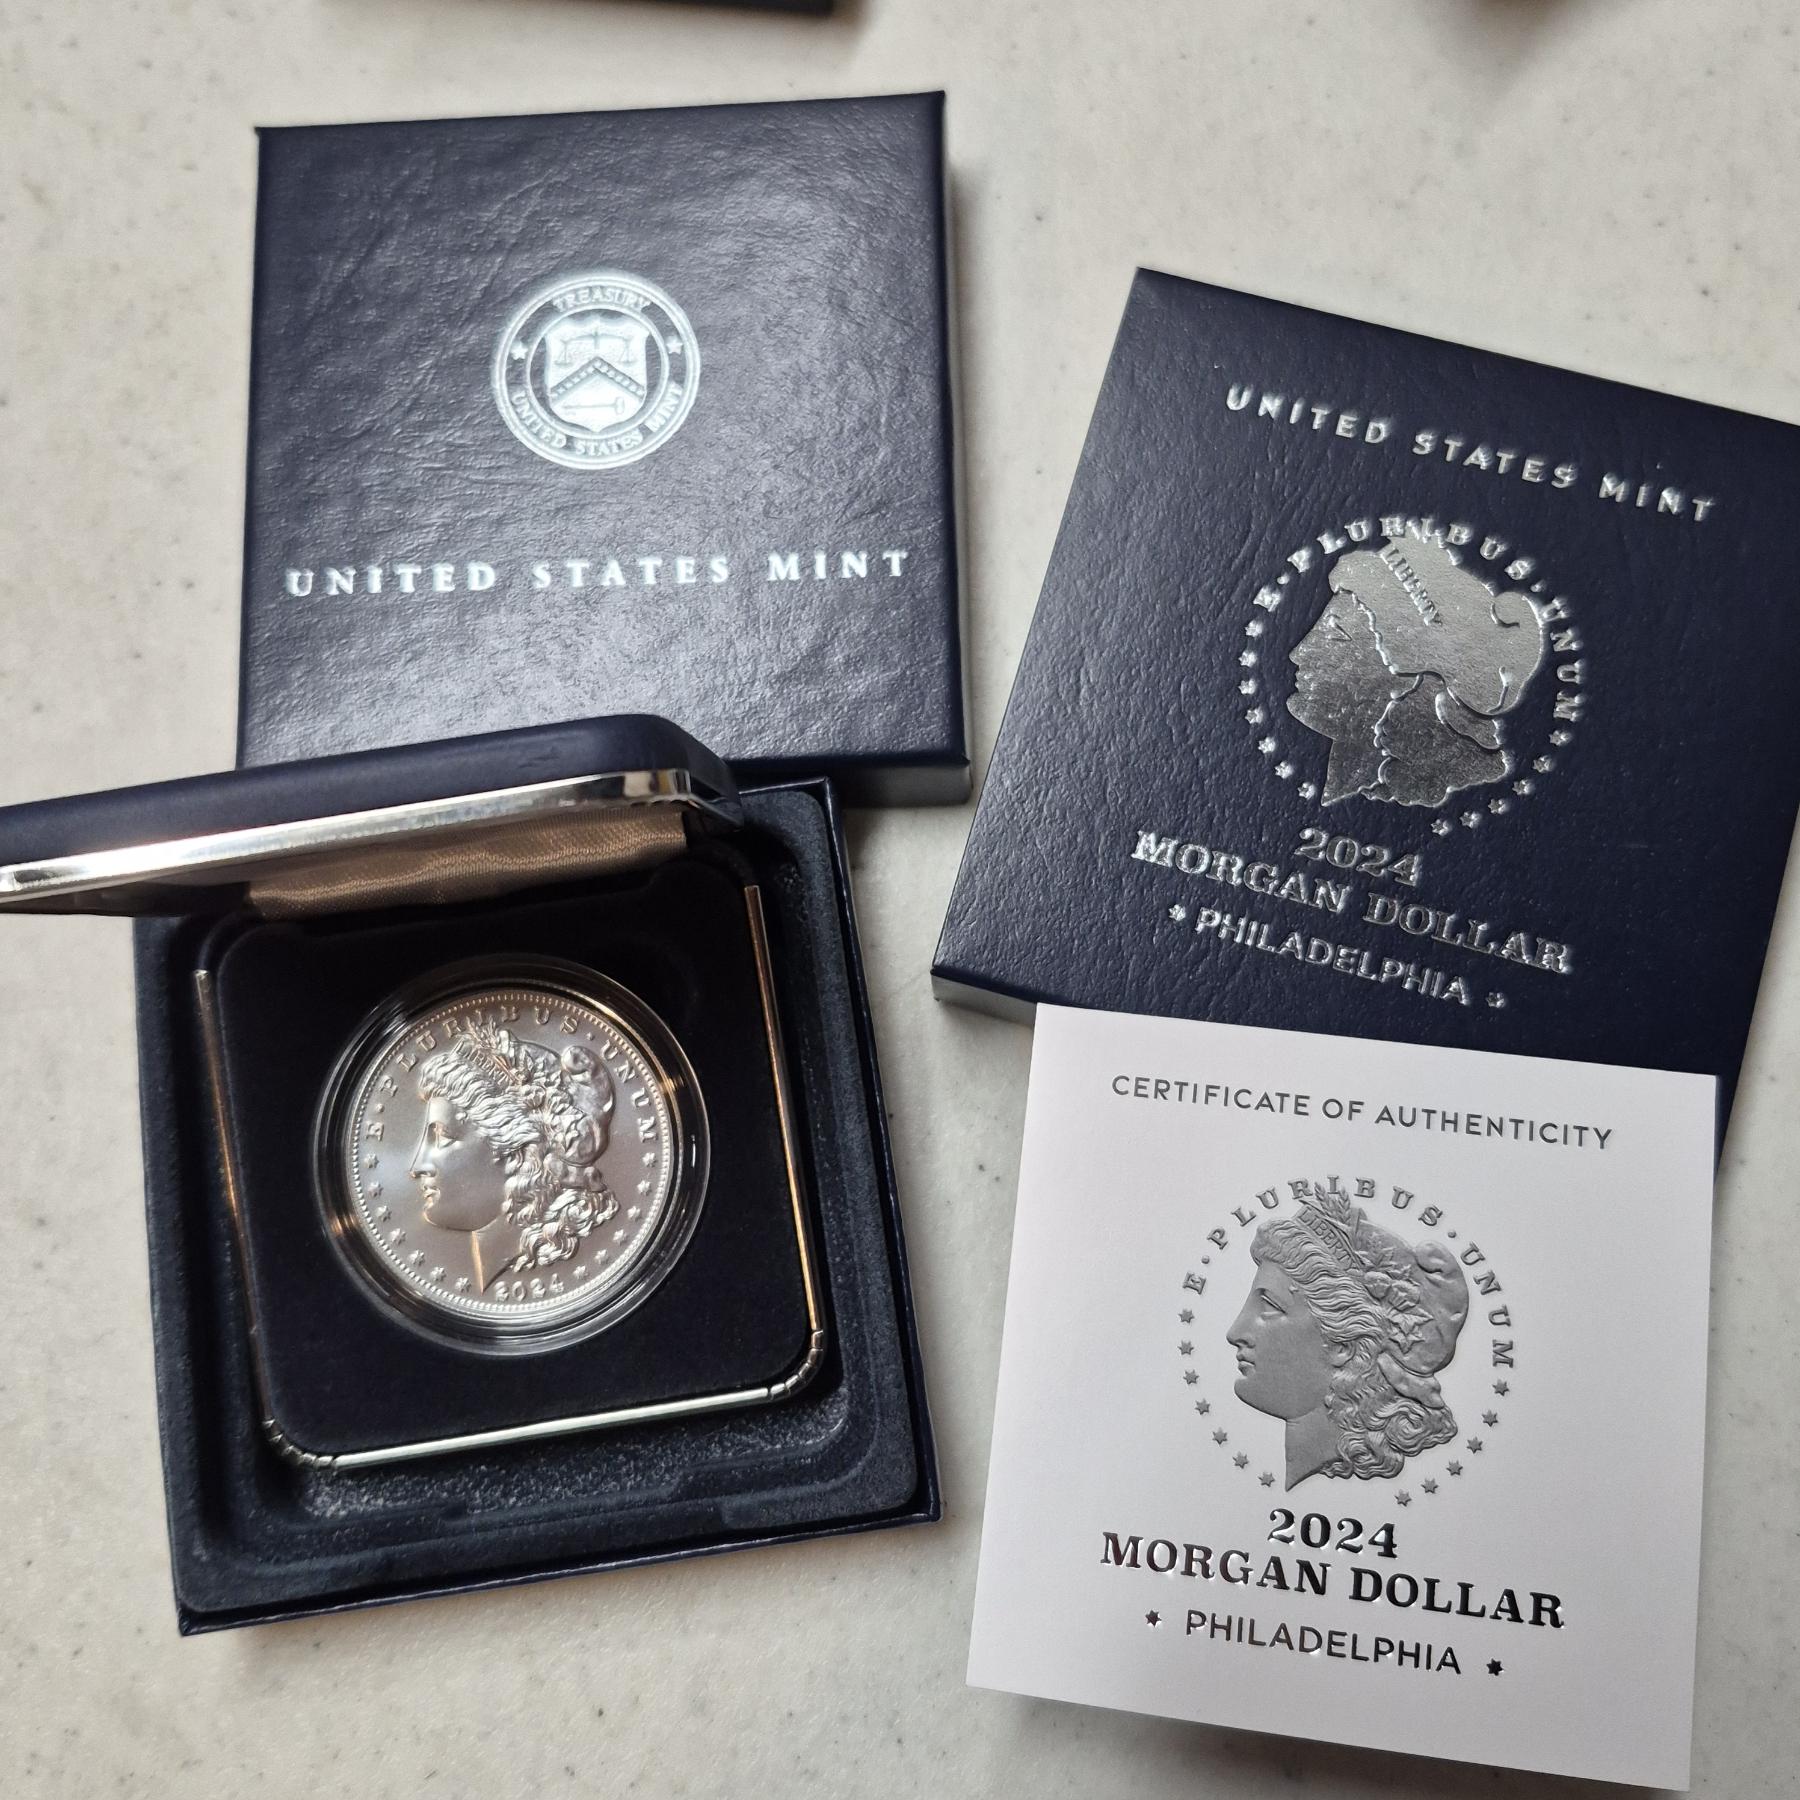 TREASURY
UNITED STATES MINT
UNITED STATES MINT
UNITED STATES MINT
E·PLURIBUS·UNUM
LIBERTY
2024
MORGAN DOLLAR
PHILADELPHIA
E·PLURIBUS·UNUM
LIBERTY
2024
CERTIFICATE OF AUTHENTICITY
E·PLURIBUS·UNUM
LIBERTY
2024
MORGAN DOLLAR
PHILADELPHIA